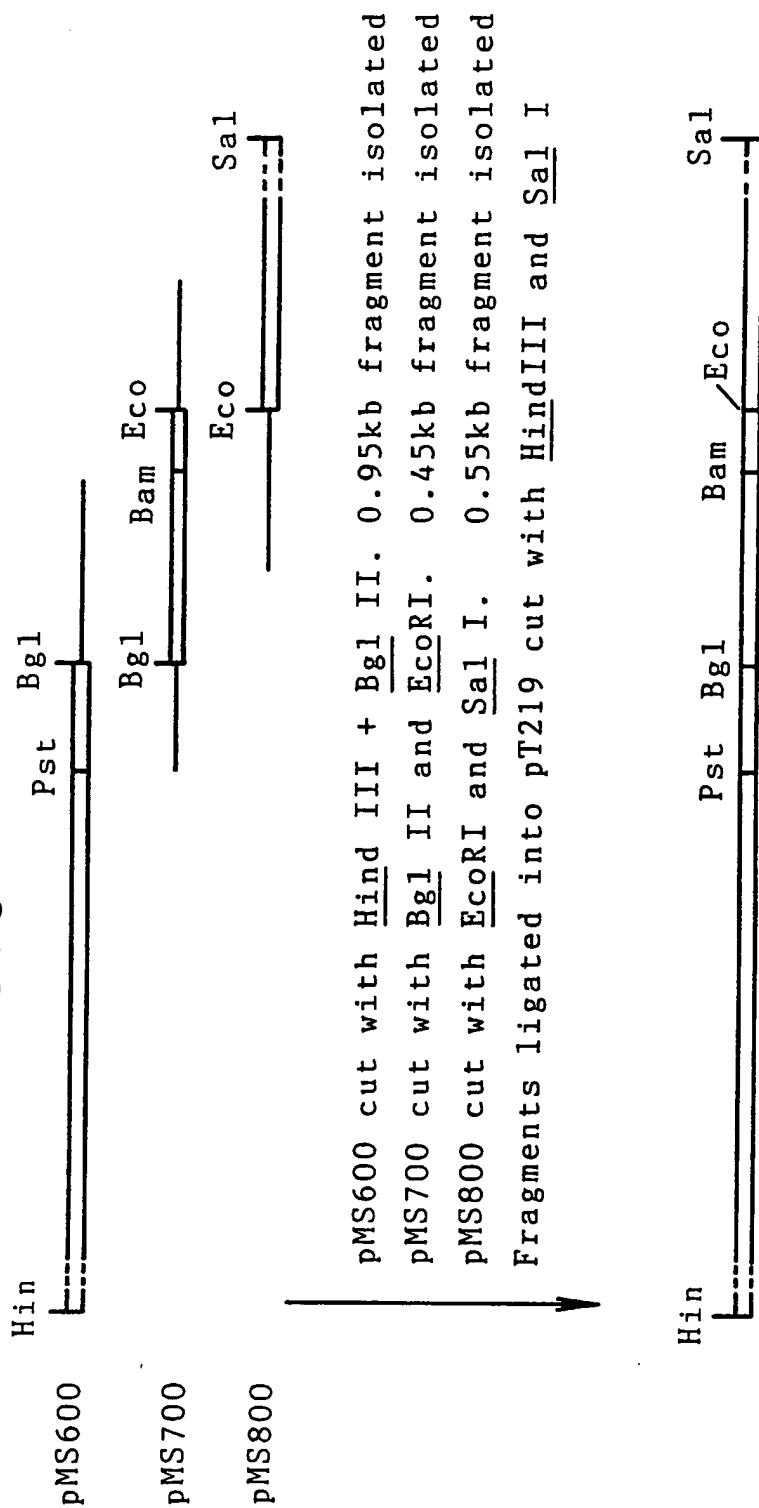 Hin Pst Bgl
pMS600
Bgl Bam Eco
pMS700
Eco Sal
pMS800
pMS600 cut with Hind III + Bgl II. 0.95kb fragment isolated
pMS700 cut with Bgl II and EcoRI. 0.45kb fragment isolated
pMS800 cut with EcoRI and Sal I. 0.55kb fragment isolated
Fragments ligated into pT219 cut with HindIII and Sal I
Hin Pst Bgl Bam Eco Sal